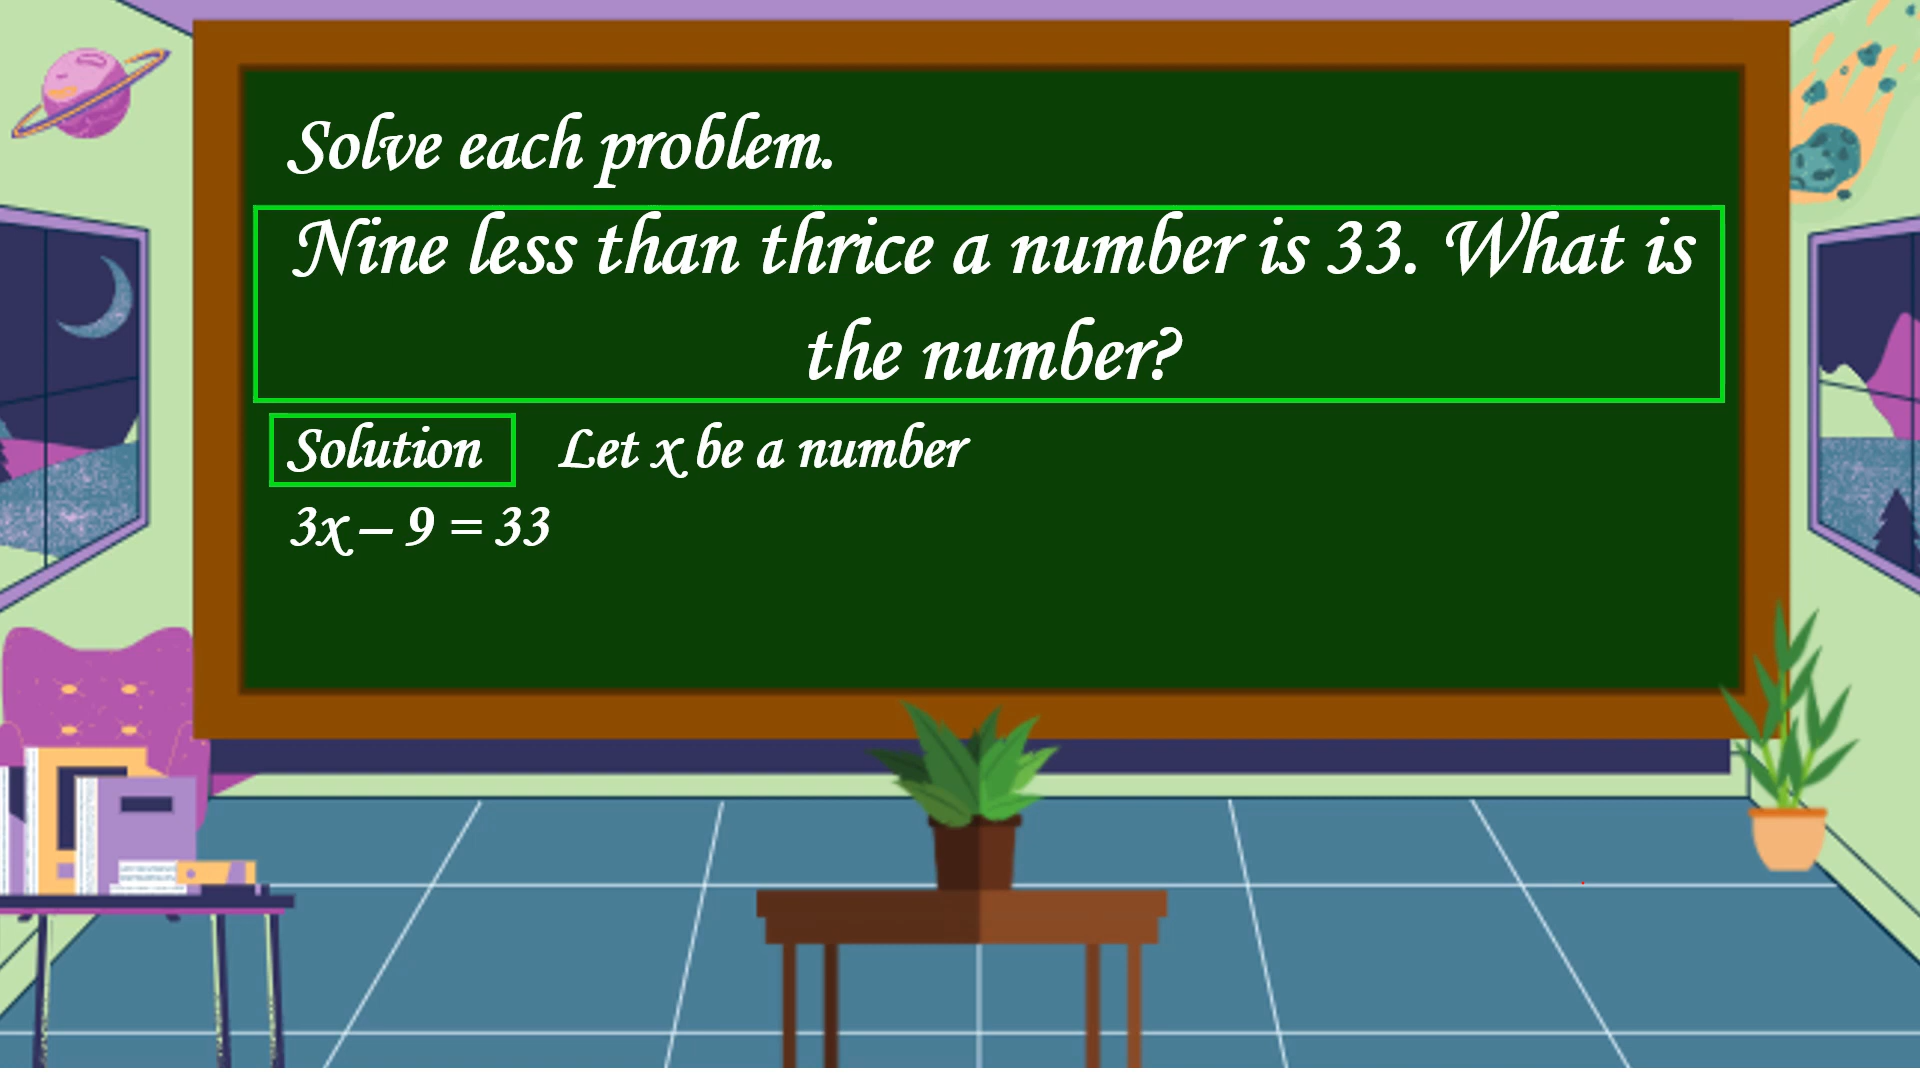 Solve each problem.
Nine less than thrice a number is 33. What is
the number?
Solution Let x be a number
3x – 9 = 33